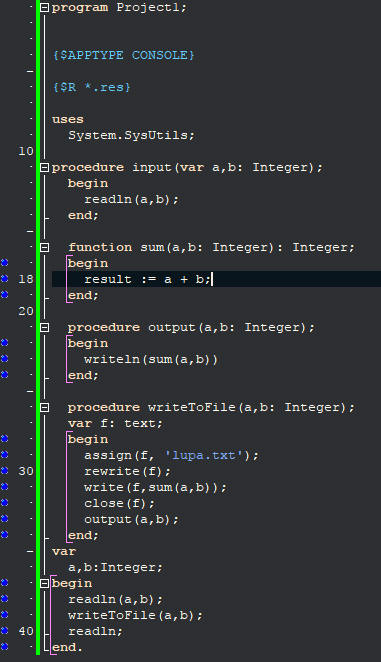 program Project1;
{$APPTYPE CONSOLE}
{$R *.res}
uses
System.SysUtils;
10
procedure input(var a,b: Integer);
begin
readln(a,b);
end;
function sum(a,b: Integer): Integer;
begin
18 result := a + b;
end;
20
procedure output(a,b: Integer);
begin
writeln(sum(a,b))
end;
procedure writeToFile(a,b: Integer);
var f: text;
begin
assign(f, 'lupa.txt');
30 rewrite(f);
write(f,sum(a,b));
close(f);
output(a,b);
end;
var
a,b:Integer;
begin
readln(a,b);
writeToFile(a,b);
40 readln;
end.